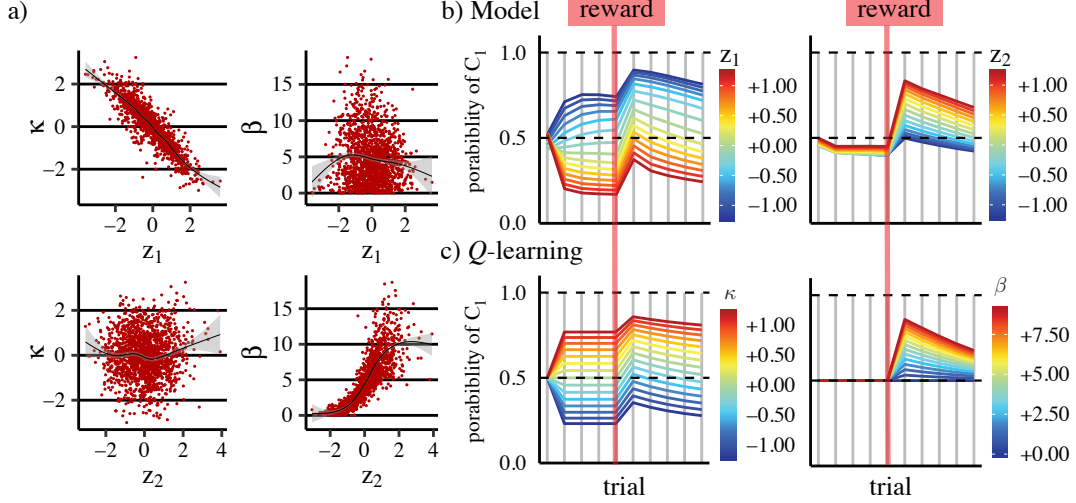 a)
2
0
−2
κ
−2
0
2
z1
15
10
5
0
β
−2
0
2
z1
2
0
−2
κ
−2
0
2
4
z2
15
10
5
0
β
−2
0
2
4
z2
b) Model
reward
reward
1.0
0.5
0.0
porabiblity of C1
z1
+1.00
+0.50
+0.00
−0.50
−1.00
z2
+1.00
+0.50
+0.00
−0.50
−1.00
c) Q-learning
1.0
0.5
0.0
porabiblity of C1
trial
κ
+1.00
+0.50
+0.00
−0.50
−1.00
trial
β
+7.50
+5.00
+2.50
+0.00